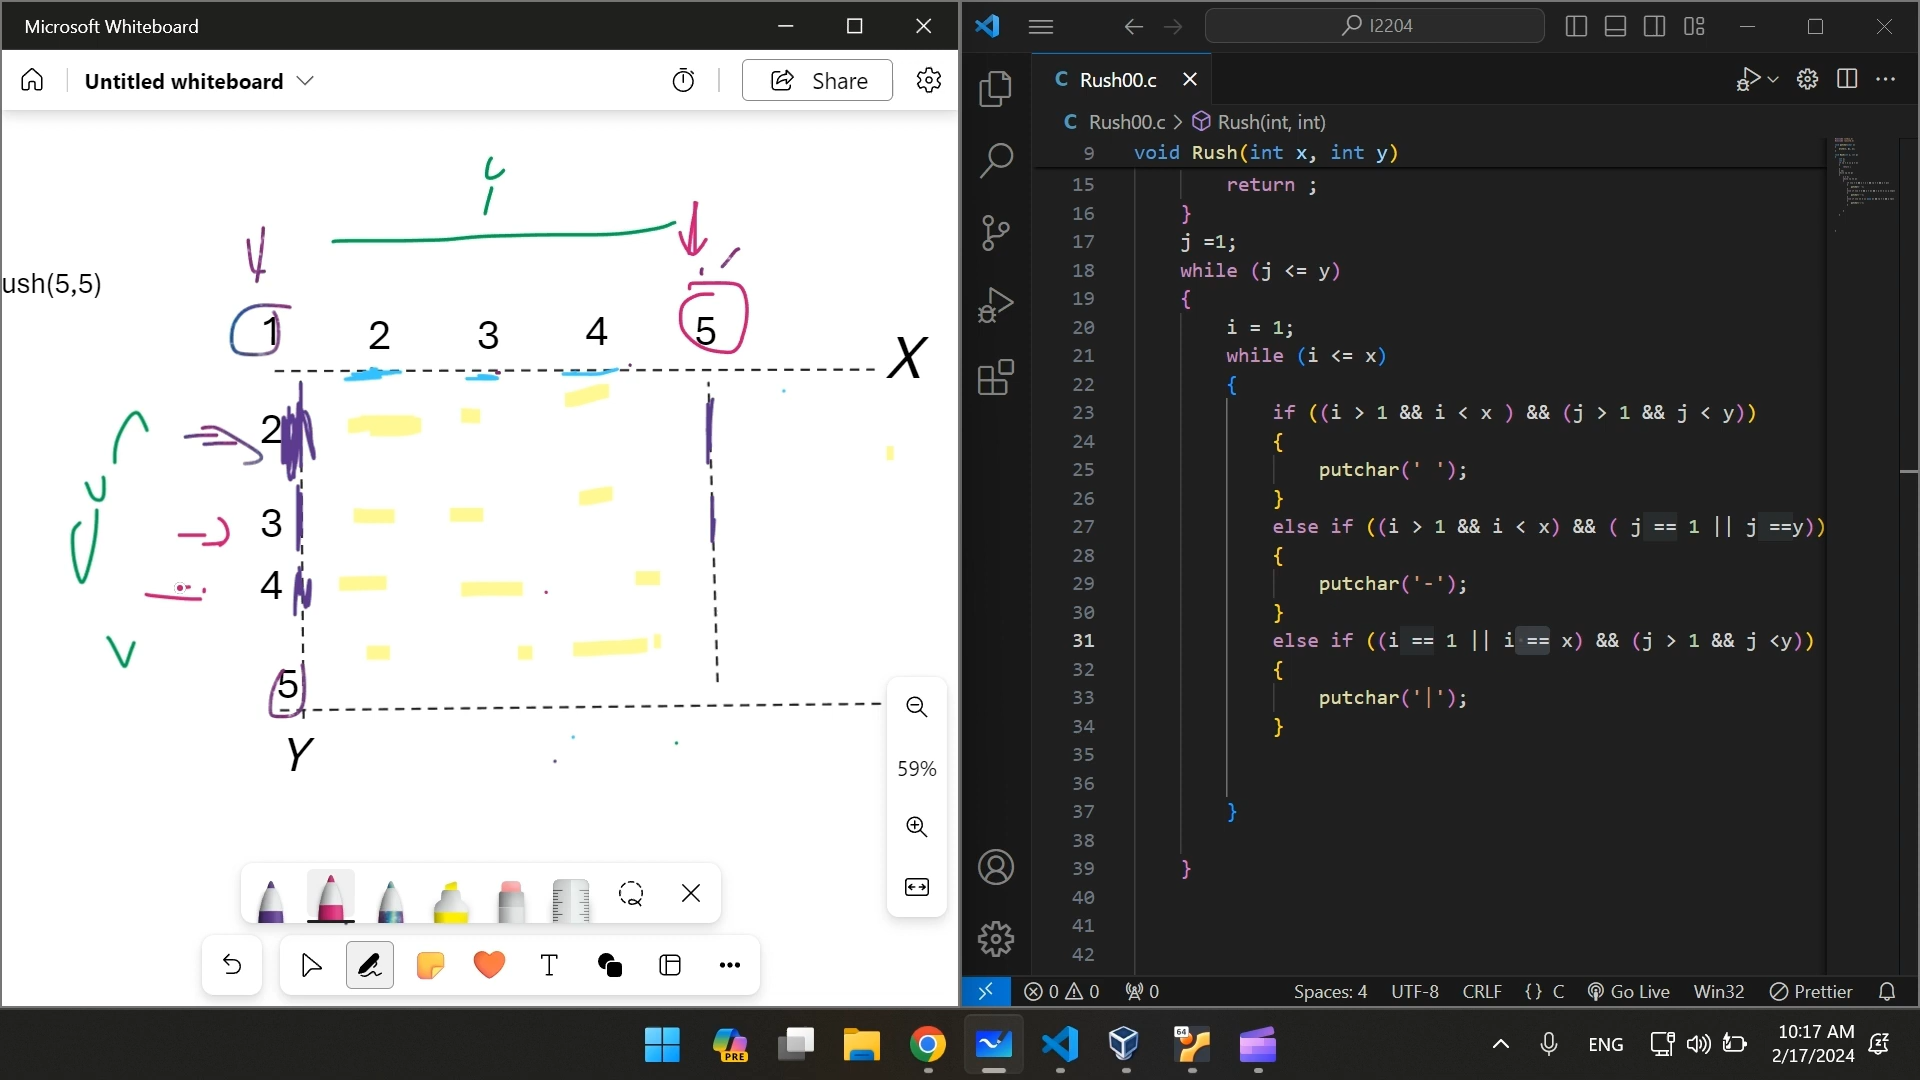 Microsoft Whiteboard
Untitled whiteboard
Share
i
ush(5,5)
1 2 3 4 5
X
2
3
4
5
Y
59%
T
I2204
C Rush00.c
C Rush00.c > Rush(int, int)
9 void Rush(int x, int y)
15 return ;
16 }
17 j =1;
18 while (j <= y)
19 {
20 i = 1;
21 while (i <= x)
22 {
23 if ((i > 1 && i < x ) && (j > 1 && j < y))
24 {
25 putchar(' ');
26 }
27 else if ((i > 1 && i < x) && ( j == 1 || j ==y))
28 {
29 putchar('-');
30 }
31 else if ((i == 1 || i == x) && (j > 1 && j <y))
32 {
33 putchar('|');
34 }
35
36
37 }
38
39 }
40
41
42
0 0 0 Spaces: 4 UTF-8 CRLF {} C Go Live Win32 Prettier
PRE
64
ENG
10:17 AM
2/17/2024